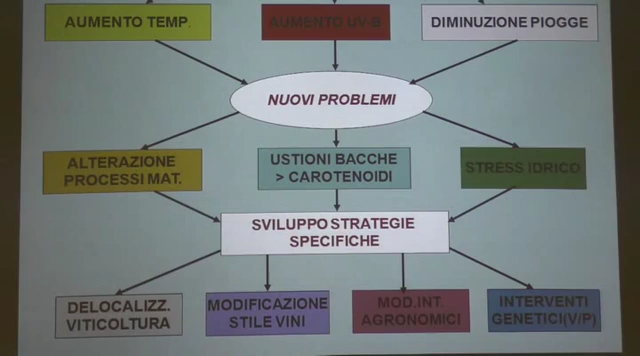 AUMENTO TEMP.
AUMENTO UV-B
DIMINUZIONE PIOGGE
NUOVI PROBLEMI
ALTERAZIONE
PROCESSI MAT.
USTIONI BACCHE
> CAROTENOIDI
STRESS IDRICO
SVILUPPO STRATEGIE
SPECIFICHE
DELOCALIZZ.
VITICOLTURA
MODIFICAZIONE
STILE VINI
MOD.INT.
AGRONOMICI
INTERVENTI
GENETICI(V/P)